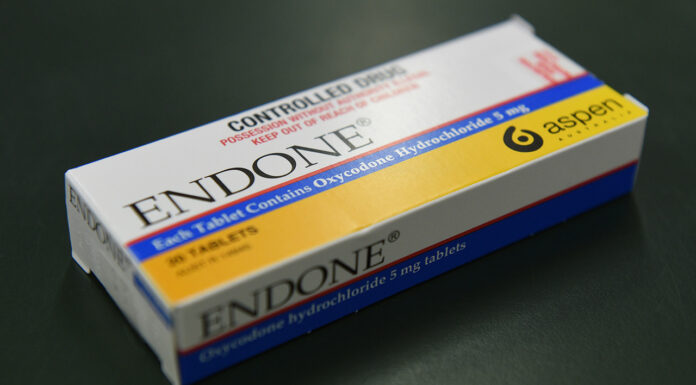 CONTROLLED DRUG
POSSESSION WITHOUT AUTHORITY ILLEGAL
KEEP OUT OF REACH OF CHILDREN
ENDONE®
Each Tablet Contains Oxycodone Hydrochloride 5 mg
aspen
AUSTRALIA
20 TABLETS
ENDONE®
Oxycodone hydrochloride 5 mg tablets